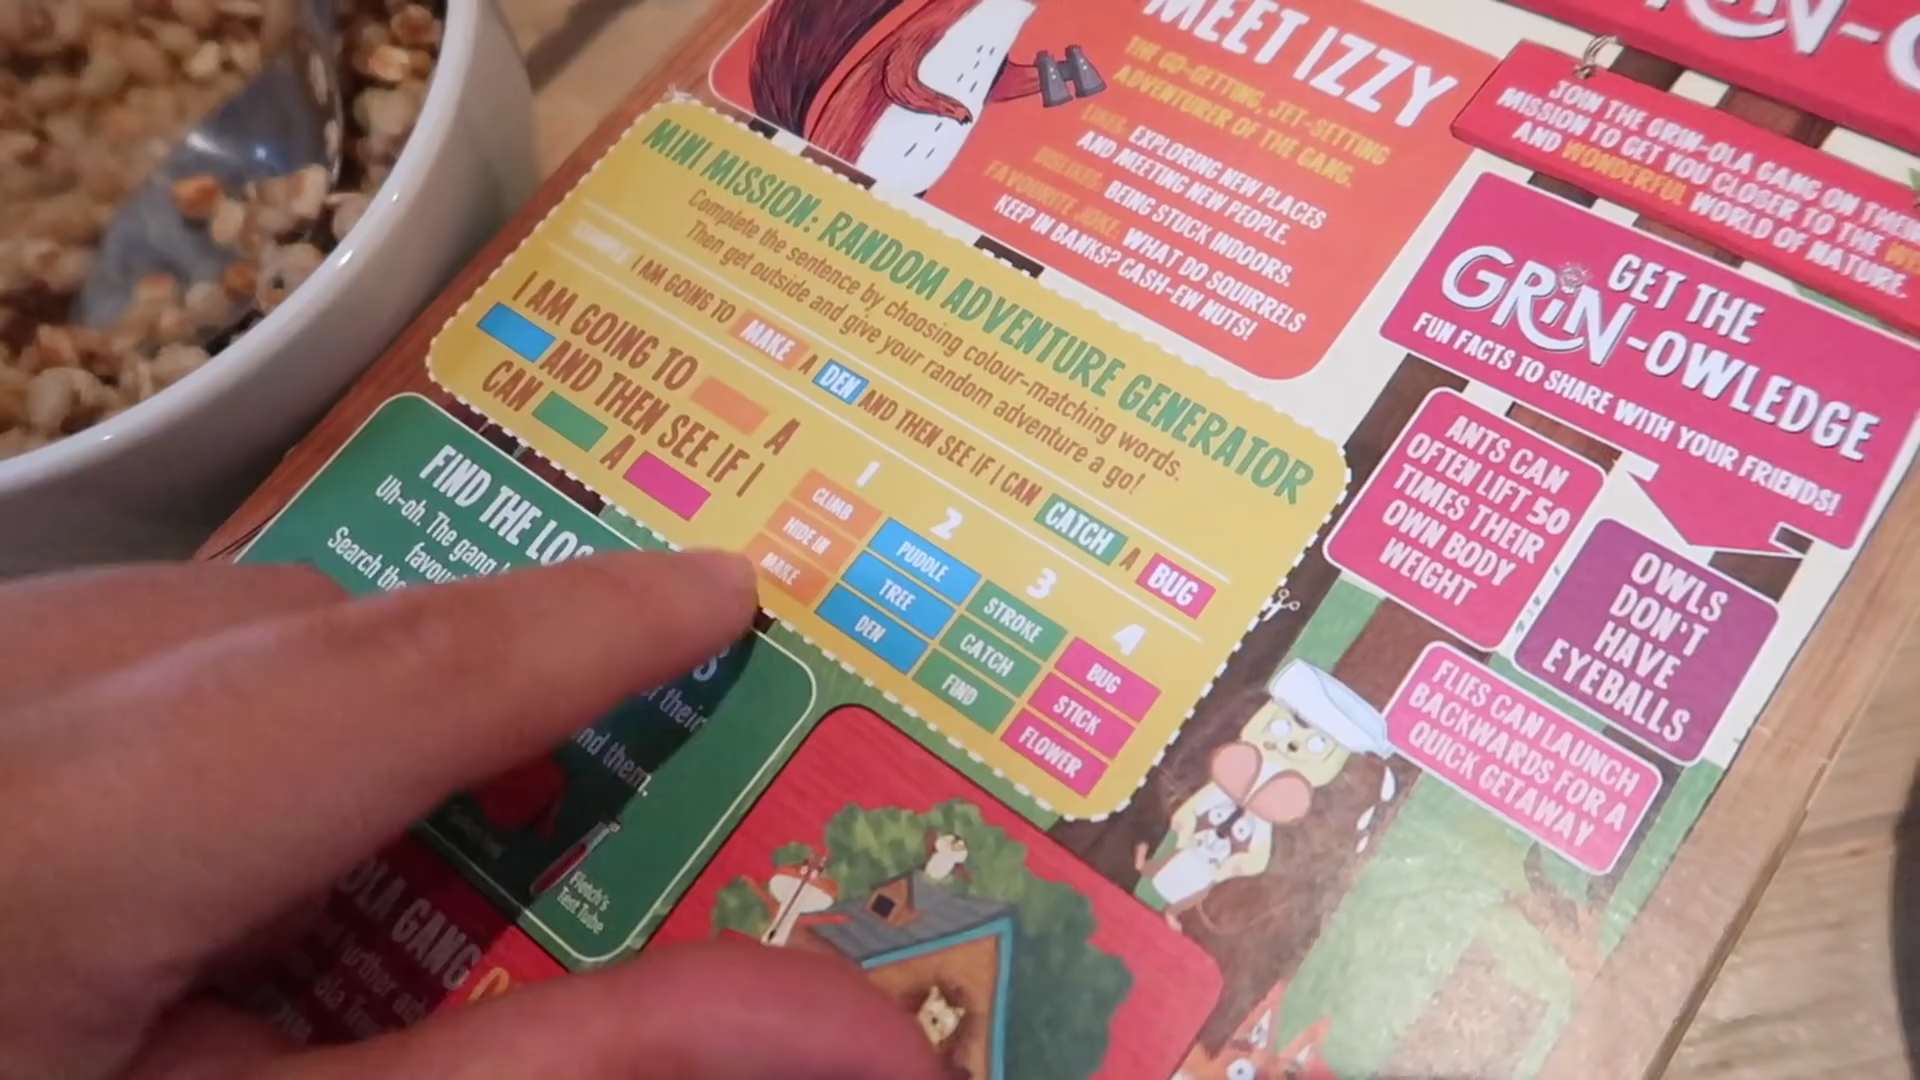 MEET IZZY
THE GO-GETTING, JET-SETTING
ADVENTURER OF THE GANG.
LIKES: EXPLORING NEW PLACES
AND MEETING NEW PEOPLE.
DISLIKES: BEING STUCK INDOORS.
FAVOURITE JOKE: WHAT DO SQUIRRELS
KEEP IN BANKS? CASH-EW NUTS!
JOIN THE GRIN-OLA GANG ON THEIR
MISSION TO GET YOU CLOSER TO THE
AND WONDERFUL WORLD OF NATURE.
MINI MISSION: RANDOM ADVENTURE GENERATOR
Complete the sentence by choosing colour-matching words.
Then get outside and give your random adventure a go!
EXAMPLE I AM GOING TO MAKE A DEN AND THEN SEE IF I CAN CATCH A BUG
I AM GOING TO A
AND THEN SEE IF I
CAN A
1
CLIMB
HIDE IN
MAKE
2
PUDDLE
TREE
DEN
3
STROKE
CATCH
FIND
4
BUG
STICK
FLOWER
GET THE
GRIN-OWLEDGE
FUN FACTS TO SHARE WITH YOUR FRIENDS!
ANTS CAN
OFTEN LIFT 50
TIMES THEIR
OWN BODY
WEIGHT
OWLS
DON'T
HAVE
EYEBALLS
FLIES CAN LAUNCH
BACKWARDS FOR A
QUICK GETAWAY
FIND THE
Uh-oh. The gang
Search the
their
find them.
Fletch's
Test Tube
OLA GANG
further